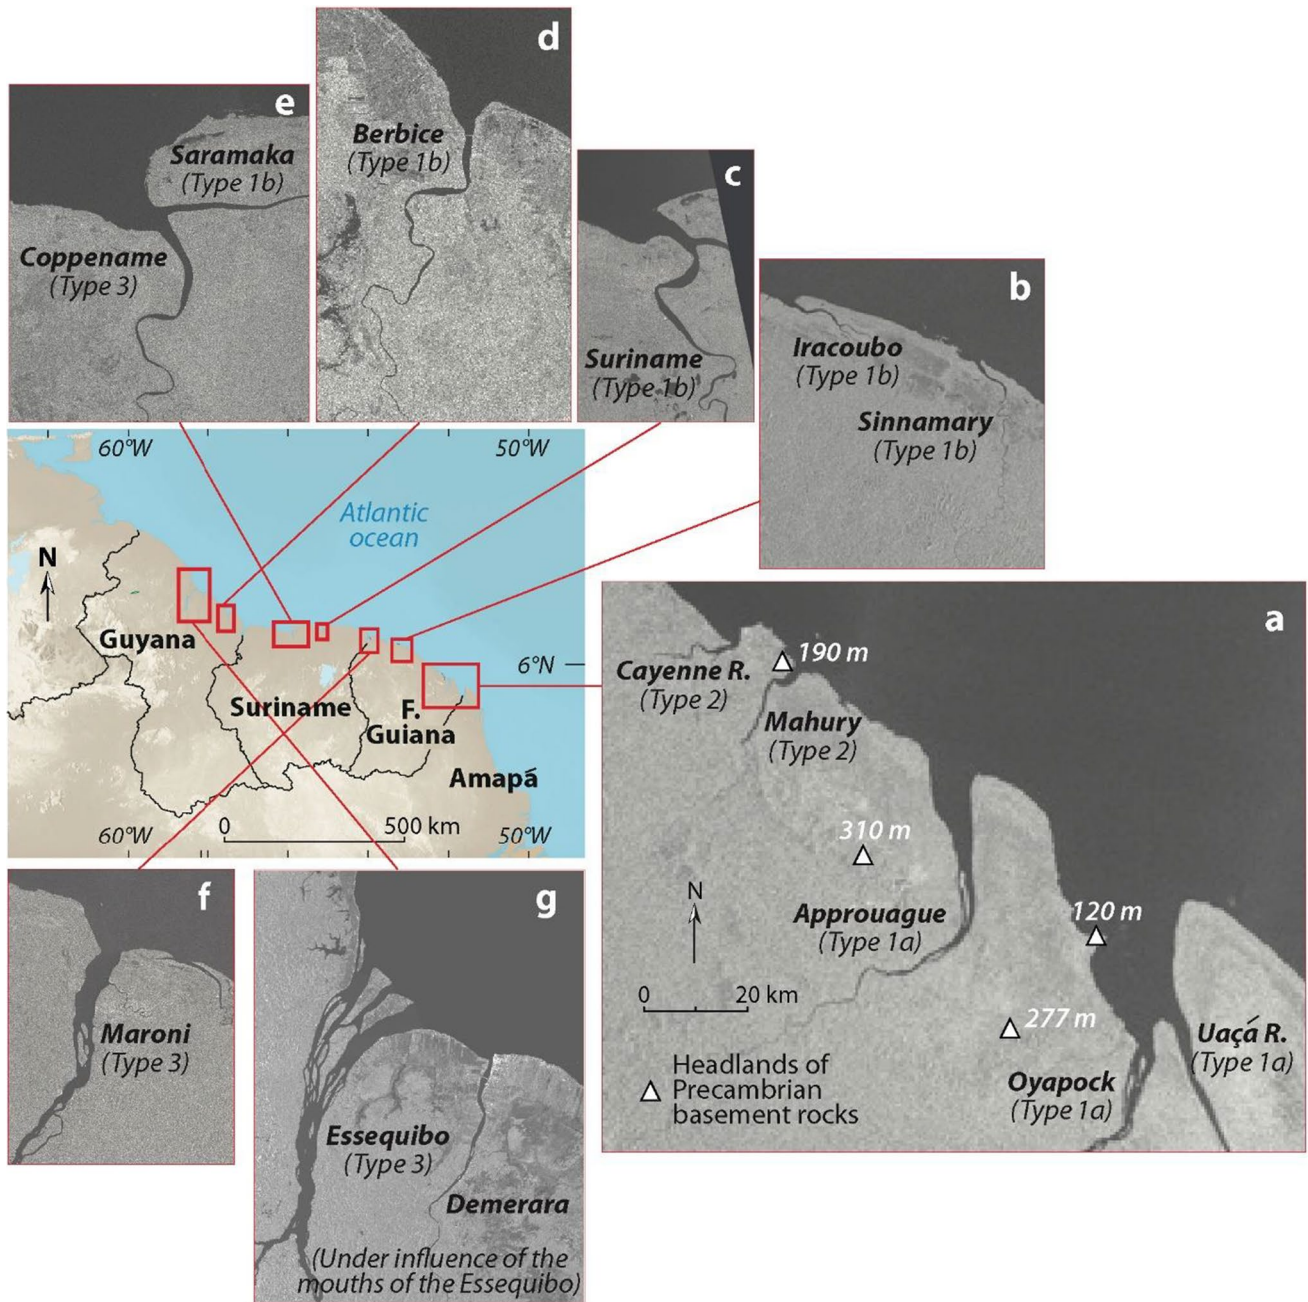 d
Berbice
(Type 1b)
e
Saramaka
(Type 1b)
Coppename
(Type 3)
c
Suriname
(Type 1b)
b
Iracoubo
(Type 1b)
Sinnamary
(Type 1b)
60°W
50°W
Atlantic
ocean
N
Guyana
6°N
Suriname
F.
Guiana
Amapá
60°W
0
500 km
50°W
a
190 m
Cayenne R.
(Type 2)
Mahury
(Type 2)
310 m
N
Approuague
(Type 1a)
120 m
0
20 km
277 m
Uaçá R.
(Type 1a)
Oyapock
(Type 1a)
Headlands of
Precambrian
basement rocks
f
Maroni
(Type 3)
g
Essequibo
(Type 3)
Demerara
(Under influence of the
mouths of the Essequibo)